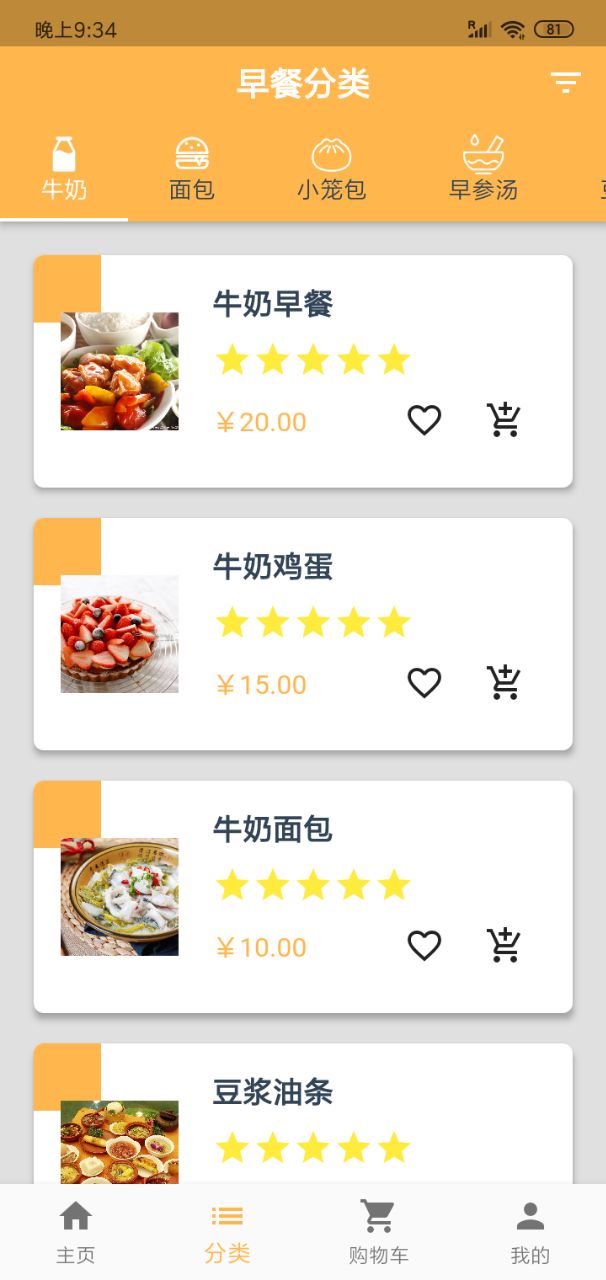 晚上9:34
R
81
早餐分类
牛奶
面包
小笼包
早参汤
牛奶早餐
￥20.00
牛奶鸡蛋
￥15.00
牛奶面包
￥10.00
豆浆油条
主页
分类
购物车
我的